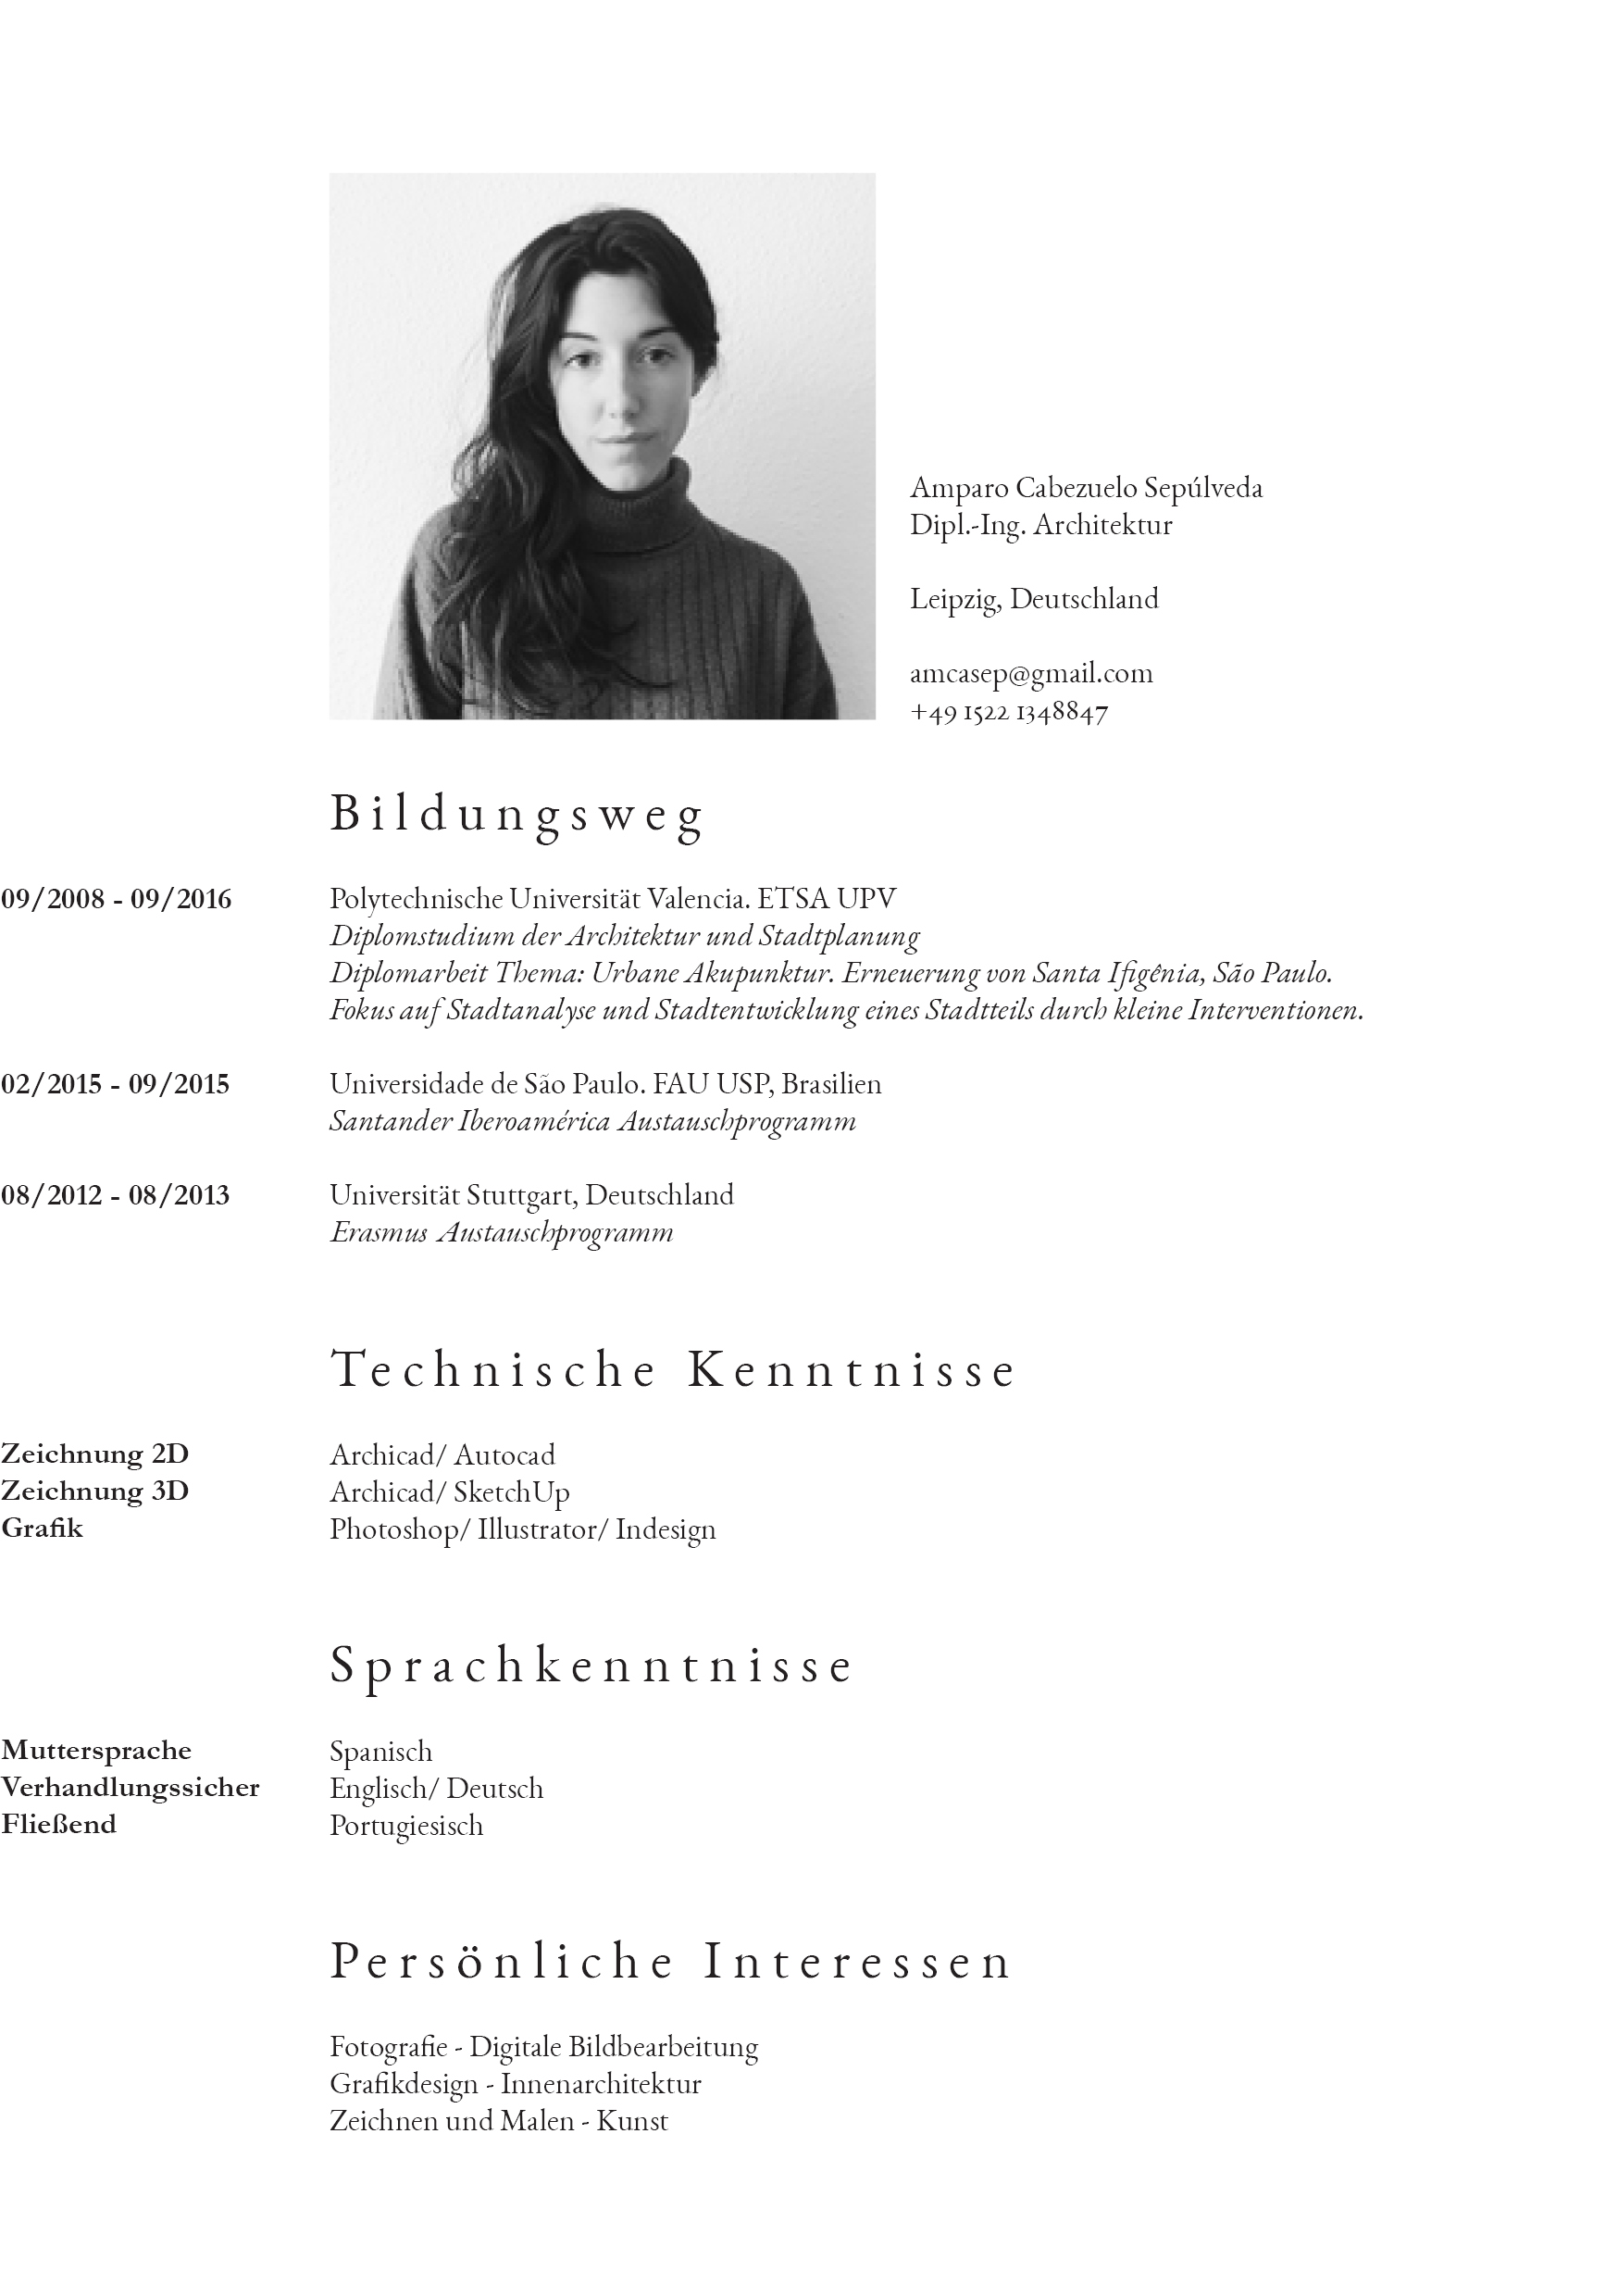 Amparo Cabezuelo Sepúlveda
Dipl.-Ing. Architektur
Leipzig, Deutschland
amcasep@gmail.com
+49 1522 1348847
Bildungsweg
09/2008 - 09/2016 Polytechnische Universität Valencia. ETSA UPV
Diplomstudium der Architektur und Stadtplanung
Diplomarbeit Thema: Urbane Akupunktur. Erneuerung von Santa Ifigênia, São Paulo.
Fokus auf Stadtanalyse und Stadtentwicklung eines Stadtteils durch kleine Interventionen.
02/2015 - 09/2015 Universidade de São Paulo. FAU USP, Brasilien
Santander Iberoamérica Austauschprogramm
08/2012 - 08/2013 Universität Stuttgart, Deutschland
Erasmus Austauschprogramm
Technische Kenntnisse
Zeichnung 2D Archicad/ Autocad
Zeichnung 3D Archicad/ SketchUp
Grafik Photoshop/ Illustrator/ Indesign
Sprachkenntnisse
Muttersprache Spanisch
Verhandlungssicher Englisch/ Deutsch
Fließend Portugiesisch
Persönliche Interessen
Fotografie - Digitale Bildbearbeitung
Grafikdesign - Innenarchitektur
Zeichnen und Malen - Kunst